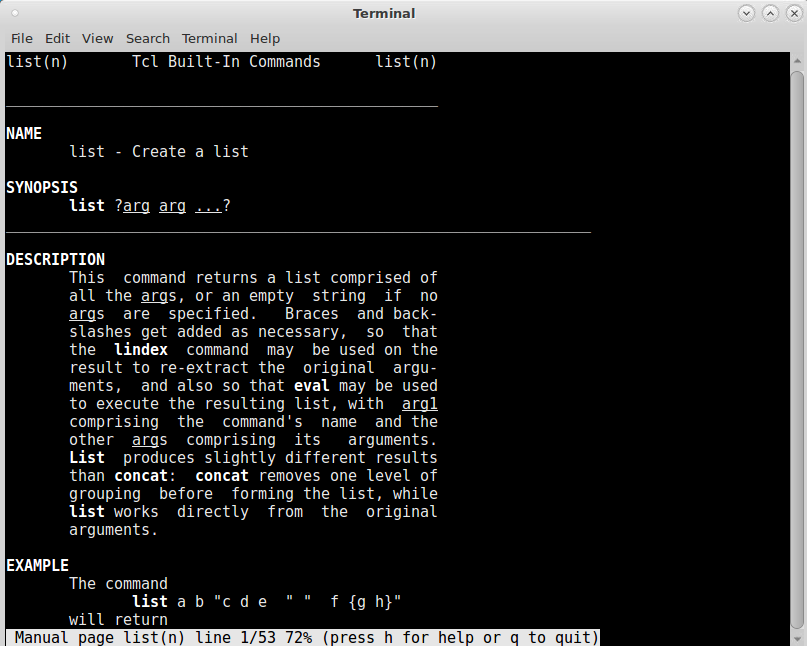 Terminal
File Edit View Search Terminal Help
list(n)       Tcl Built-In Commands      list(n)
NAME
       list - Create a list
SYNOPSIS
       list ?arg arg ...?
DESCRIPTION
       This  command returns a list comprised of
       all the args, or an empty  string  if  no
       args  are  specified.   Braces  and back-
       slashes get added as necessary,  so  that
       the  lindex  command  may  be used on the
       result to re-extract the  original  argu-
       ments,  and also so that eval may be used
       to execute the resulting list, with  arg1
       comprising  the  command's  name  and the
       other  args  comprising  its   arguments.
       List  produces slightly different results
       than concat:  concat removes one level of
       grouping  before  forming the list, while
       list works  directly  from  the  original
       arguments.
EXAMPLE
       The command
              list a b "c d e  " "  f {g h}"
       will return
 Manual page list(n) line 1/53 72% (press h for help or q to quit)